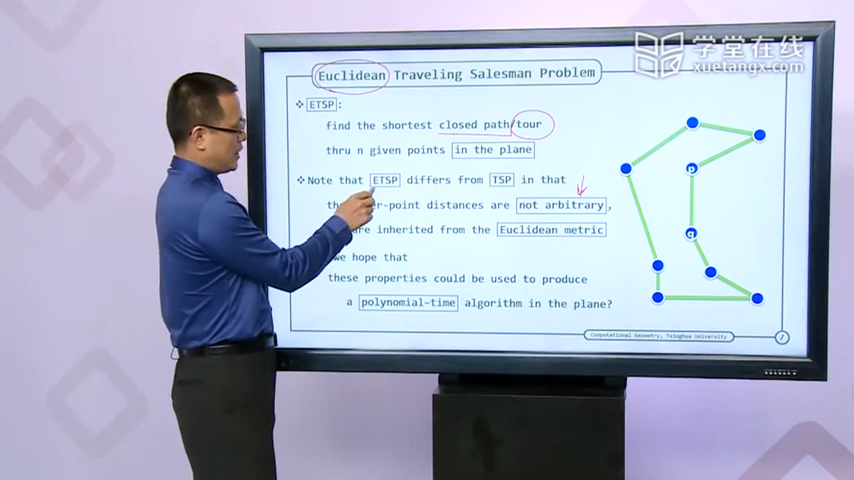 学堂在线
xuetangx.com
Euclidean Traveling Salesman Problem
ETSP:
find the shortest closed path/tour
thru n given points in the plane
Note that ETSP differs from TSP in that
-point distances are not arbitrary,
inherited from the Euclidean metric
we hope that
these properties could be used to produce
a polynomial-time algorithm in the plane?
p
q
Computational Geometry, Tsinghua University